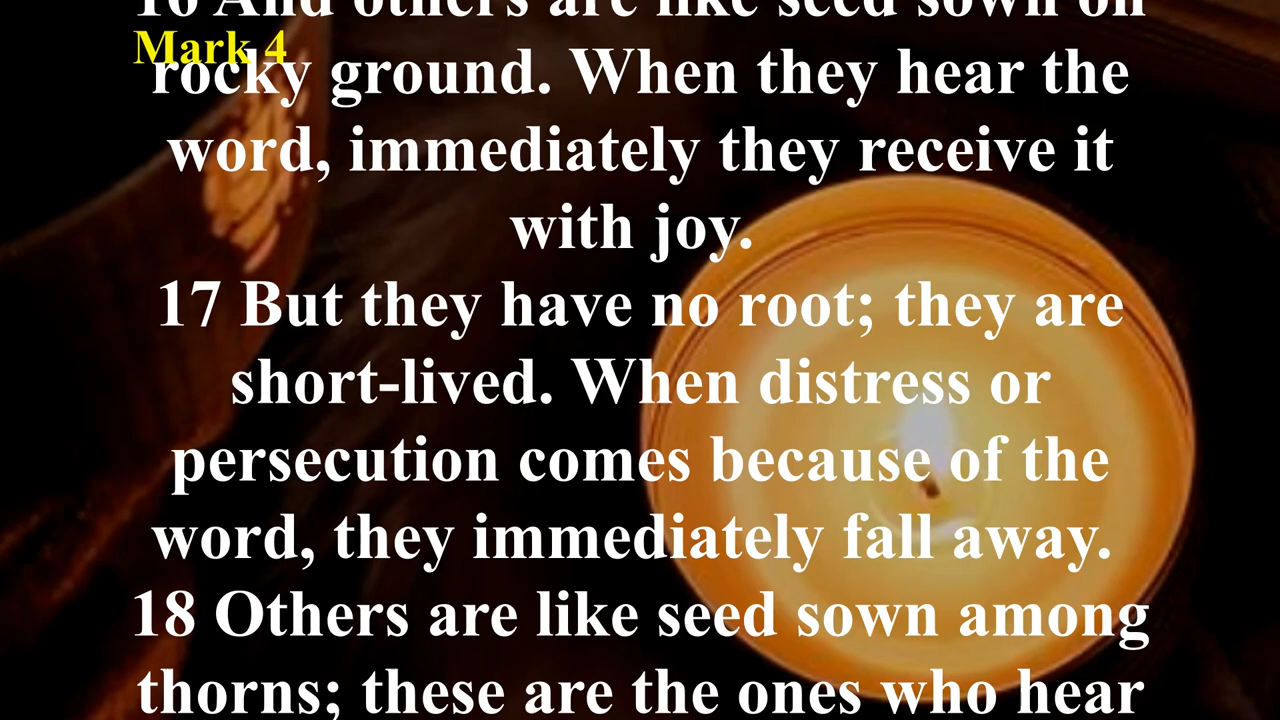 16 And others are like seed sown on
Mark 4
rocky ground. When they hear the
word, immediately they receive it
with joy.
17 But they have no root; they are
short-lived. When distress or
persecution comes because of the
word, they immediately fall away.
18 Others are like seed sown among
thorns; these are the ones who hear